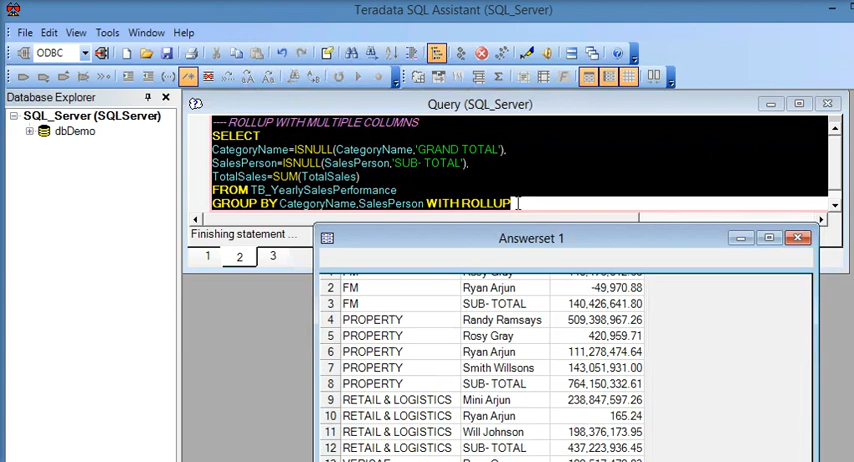 Teradata SQL Assistant (SQL_Server)
File Edit View Tools Window Help
ODBC
Database Explorer
SQL_Server (SQLServer)
dbDemo
Query (SQL_Server)
---- ROLLUP WITH MULTIPLE COLUMNS
SELECT
CategoryName=ISNULL(CategoryName,'GRAND TOTAL'),
SalesPerson=ISNULL(SalesPerson,'SUB- TOTAL'),
TotalSales=SUM(TotalSales)
FROM TB_YearlySalesPerformance
GROUP BY CategoryName,SalesPerson WITH ROLLUP
Finishing statement ...
1 2 3
Answerset 1
1 FM Rosy Gray
2 FM Ryan Arjun -49,970.88
3 FM SUB- TOTAL 140,426,641.80
4 PROPERTY Randy Ramsays 509,398,967.26
5 PROPERTY Rosy Gray 420,959.71
6 PROPERTY Ryan Arjun 111,278,474.64
7 PROPERTY Smith Willsons 143,051,931.00
8 PROPERTY SUB- TOTAL 764,150,332.61
9 RETAIL & LOGISTICS Mini Arjun 238,847,597.26
10 RETAIL & LOGISTICS Ryan Arjun 165.24
11 RETAIL & LOGISTICS Will Johnson 198,376,173.95
12 RETAIL & LOGISTICS SUB- TOTAL 437,223,936.45